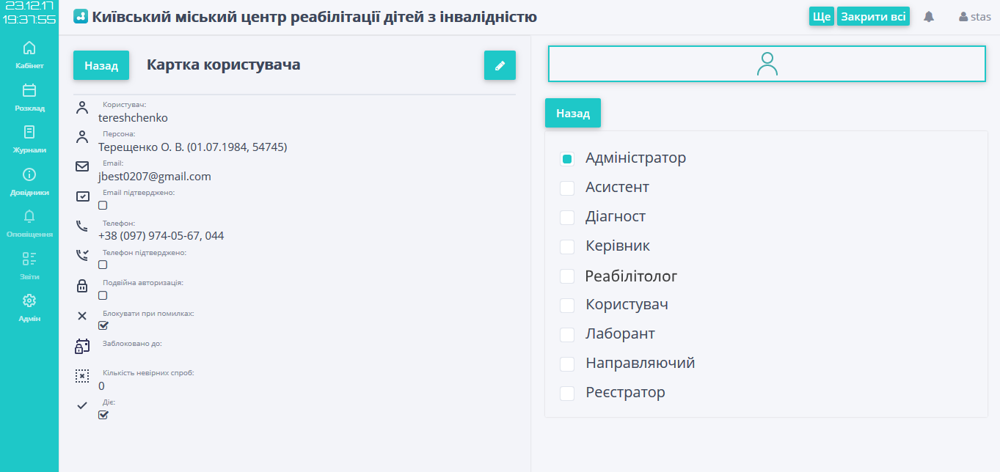 23.12.17
19:37:55
Кабінет
Розклад
Журнали
Довідники
Оповіщення
Звіти
Адмін
Київський міський центр реабілітації дітей з інвалідністю
Ще
Закрити всі
stas
Назад
Картка користувача
Користувач:
tereshchenko
Персона:
Терещенко О. В. (01.07.1984, 54745)
Email:
jbest0207@gmail.com
Email підтверджено:
Телефон:
+38 (097) 974-05-67, 044
Телефон підтверджено:
Подвійна авторизація:
Блокувати при помилках:
Заблоковано до:
Кількість невірних спроб:
0
Діє:
Назад
Адміністратор
Асистент
Діагност
Керівник
Реабілітолог
Користувач
Лаборант
Направляючий
Реєстратор